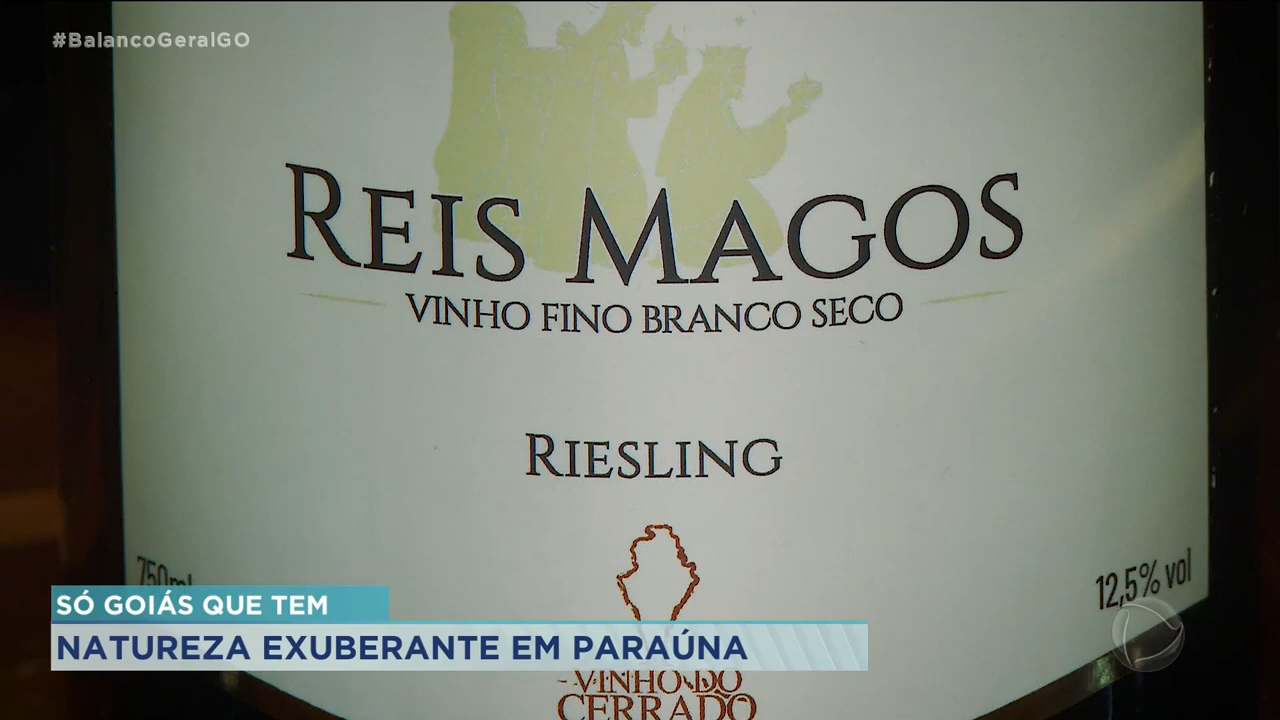 #BalancoGeralGO
REIS MAGOS
VINHO FINO BRANCO SECO
RIESLING
750ml
12,5% vol
SÓ GOIÁS QUE TEM
NATUREZA EXUBERANTE EM PARAÚNA
VINHO DO
CERRADO